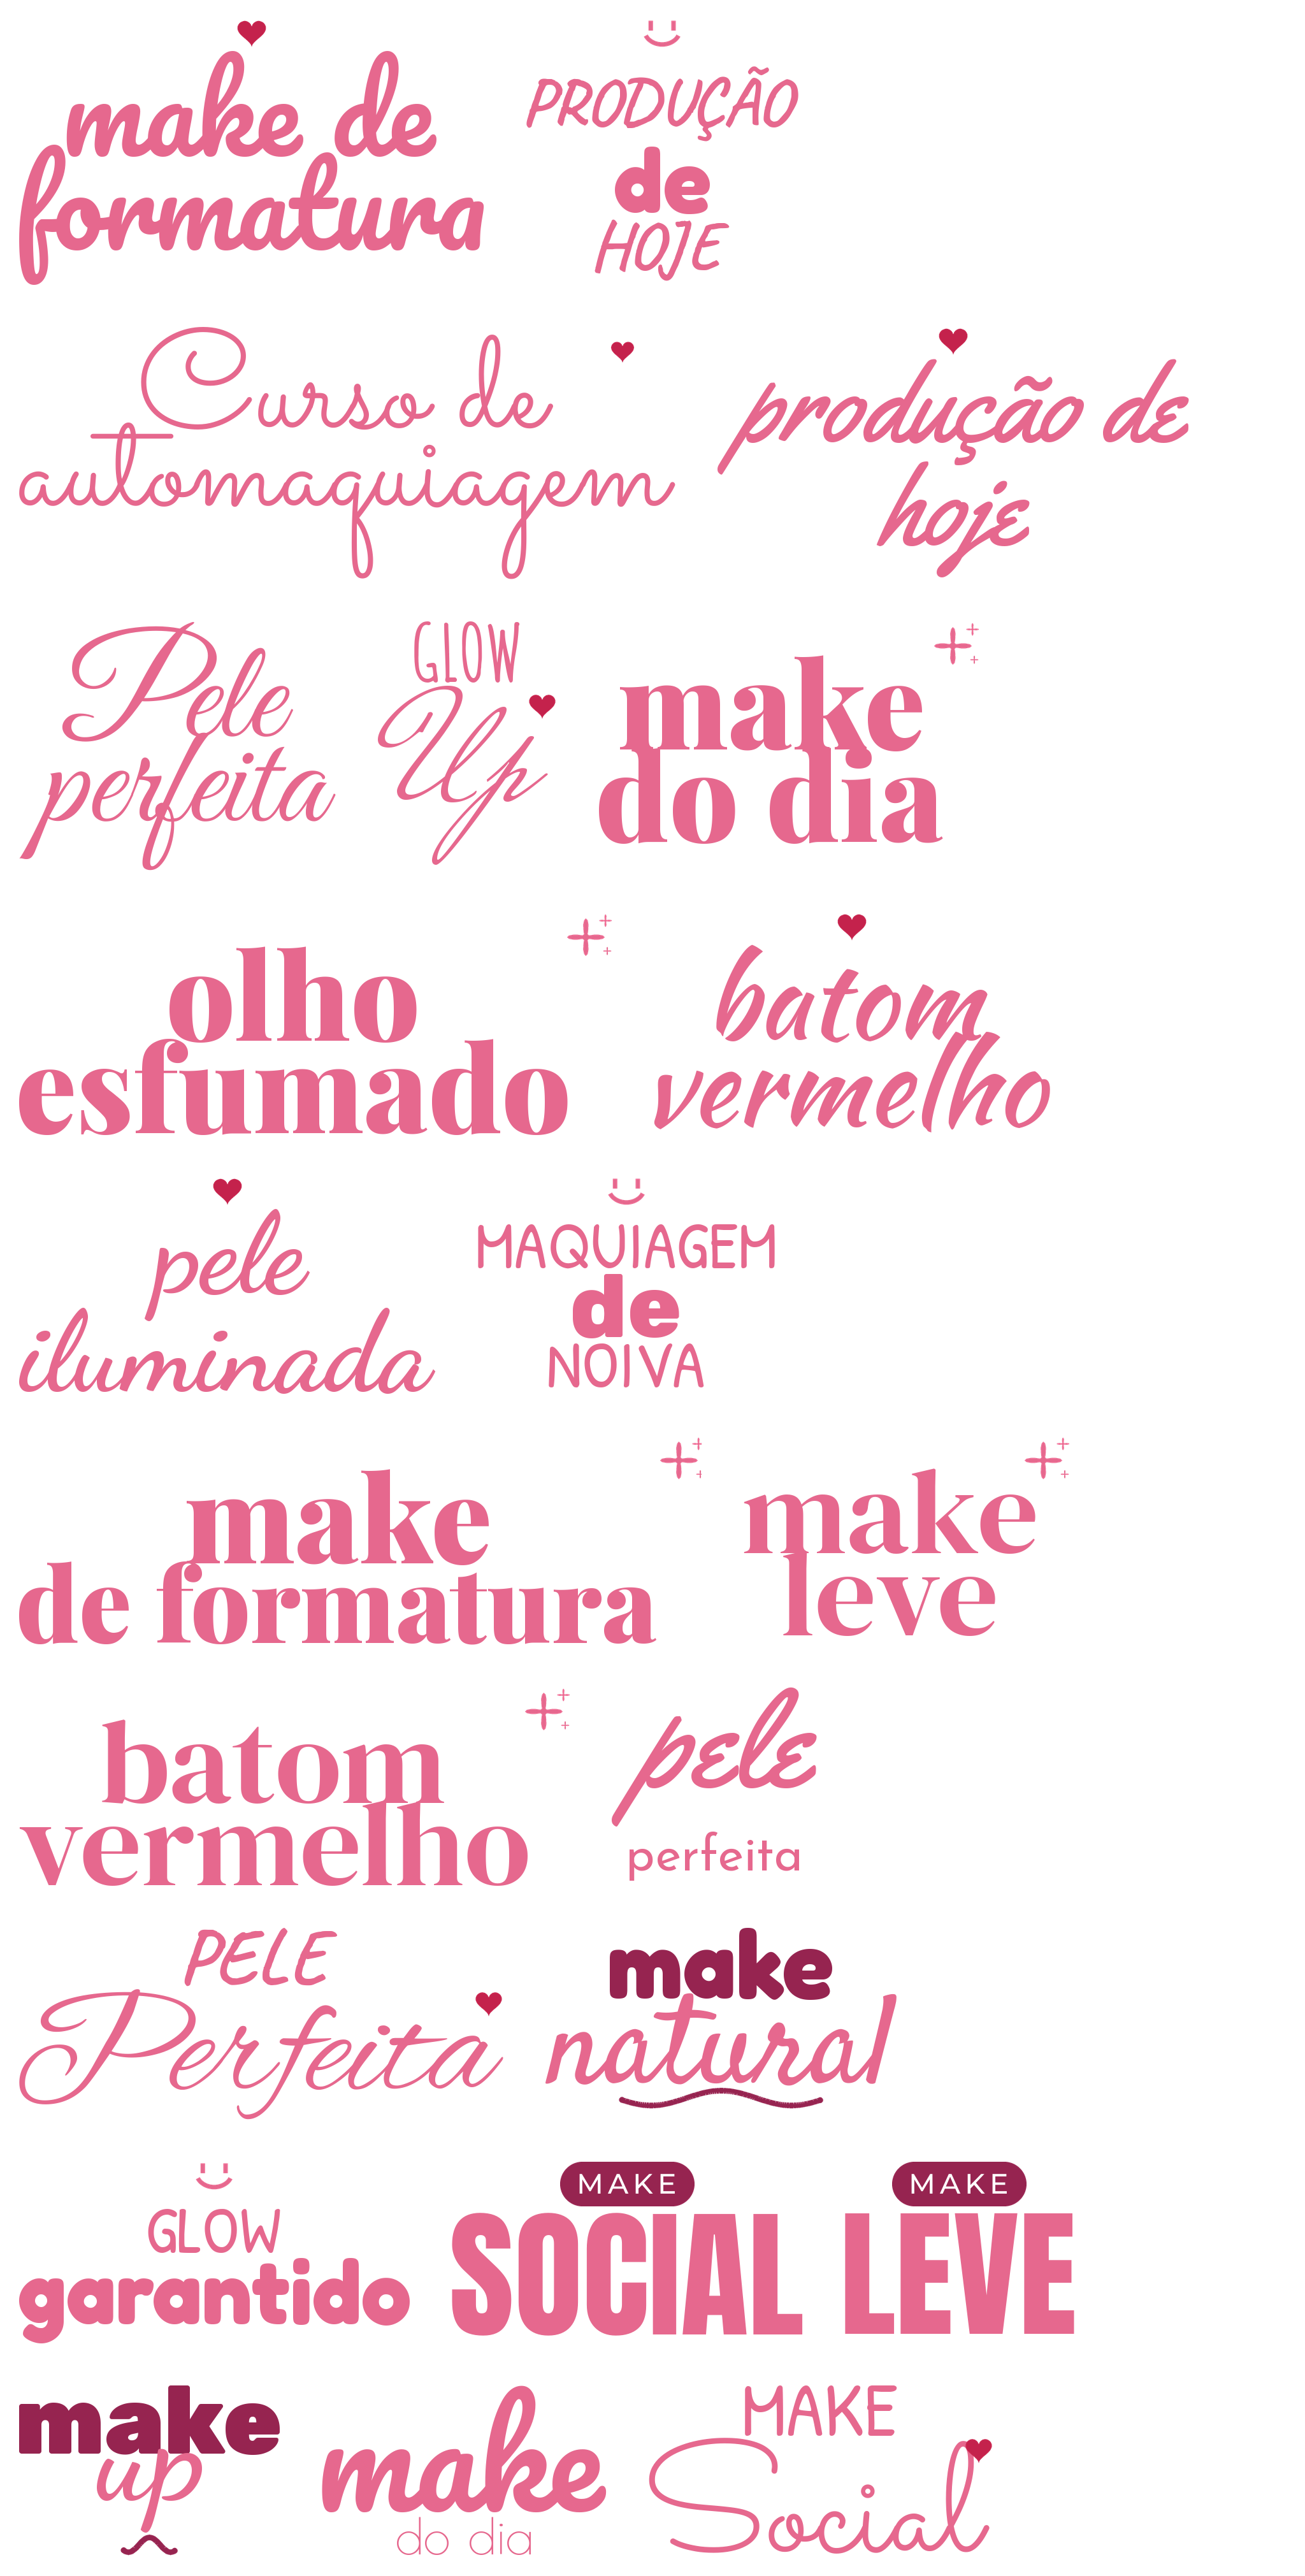 make de
formatura
PRODUÇÃO
de
HOJE
Curso de
automaquiagem
produção de
hoje
Pele
perfeita
GLOW
Up
make
do dia
olho
esfumado
batom
vermelho
pele
iluminada
MAQUIAGEM
de
NOIVA
make
de formatura
make
leve
batom
vermelho
pele
perfeita
PELE
Perfeita
make
natural
GLOW
garantido
MAKE
SOCIAL
MAKE
LEVE
make
up
make
do dia
MAKE
Social